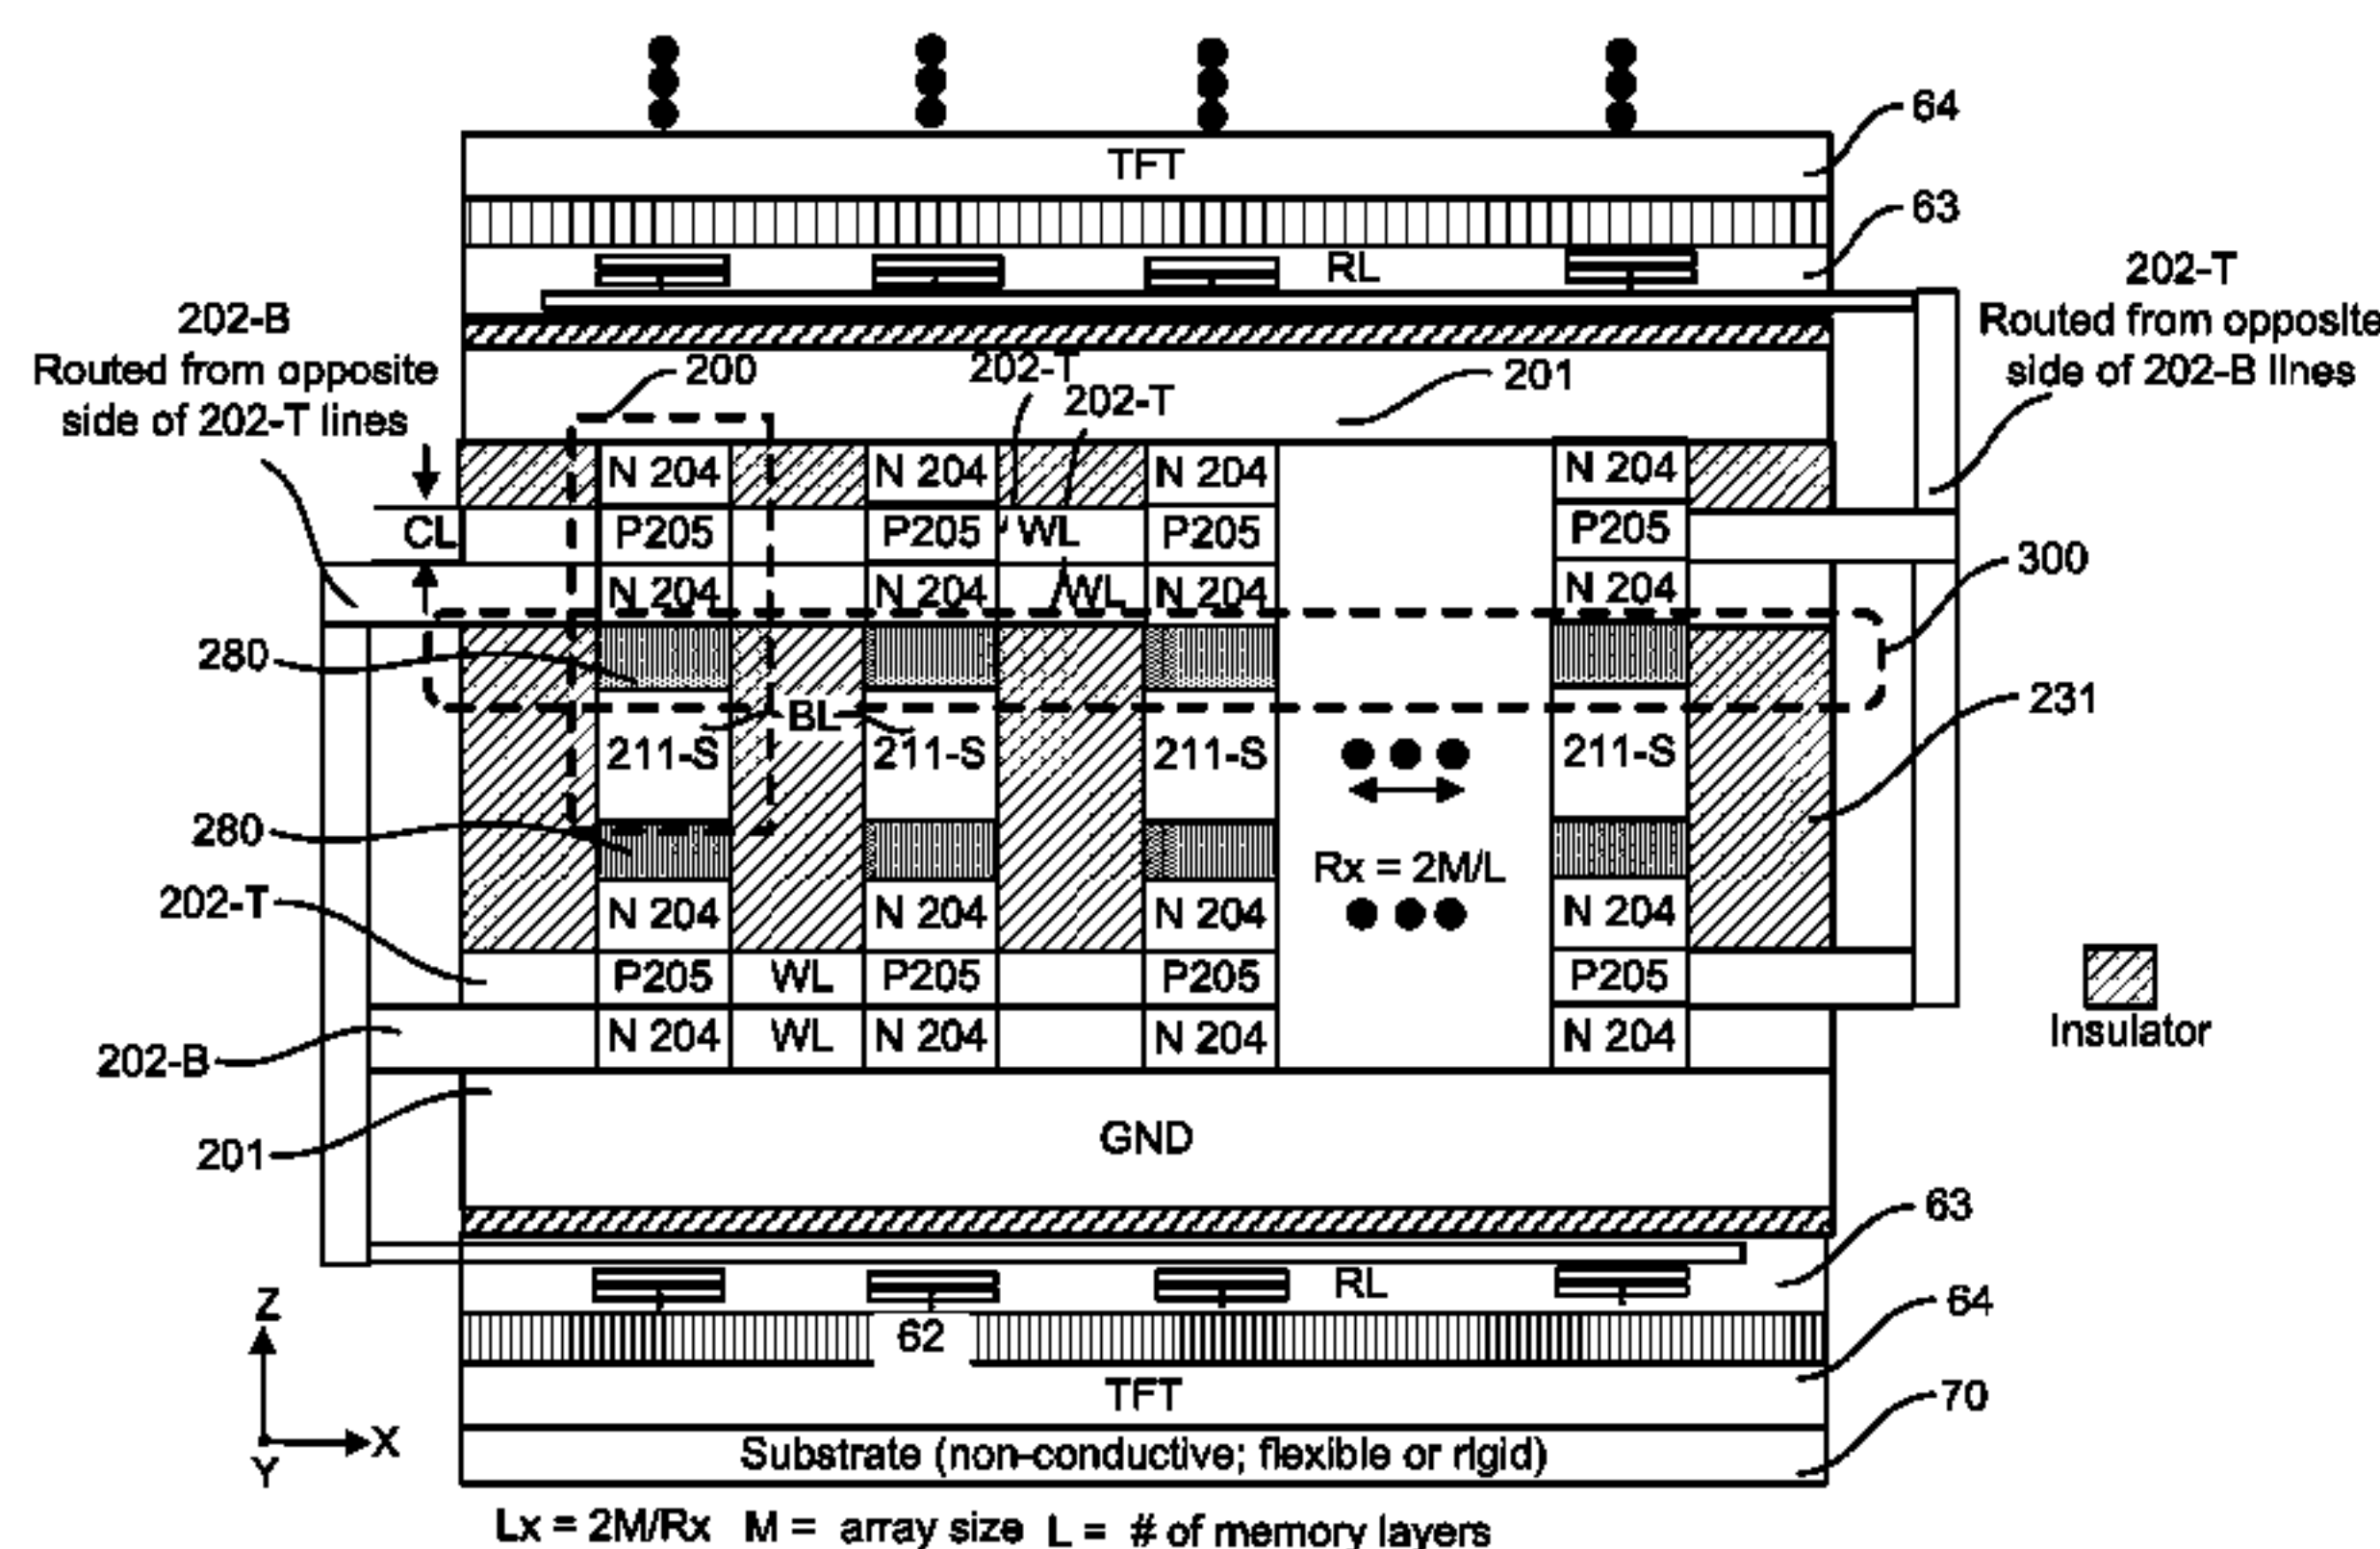 TFT
64
63
RL
202-T
Routed from opposite
side of 202-B lines
202-B
Routed from opposite
side of 202-T lines
200
202-T
202-T
201
N 204
N 204
N 204
N 204
CL
P205
P205
WL
P205
P205
N 204
N 204
WL
N 204
N 204
300
280
231
BL
211-S
211-S
211-S
211-S
280
Rx = 2M/L
202-T
N 204
N 204
N 204
N 204
P205
WL
P205
P205
P205
202-B
N 204
WL
N 204
N 204
N 204
Insulator
201
GND
63
RL
64
62
TFT
70
Substrate (non-conductive; flexible or rigid)
Z
X
Y
Lx = 2M/Rx M = array size L = # of memory layers